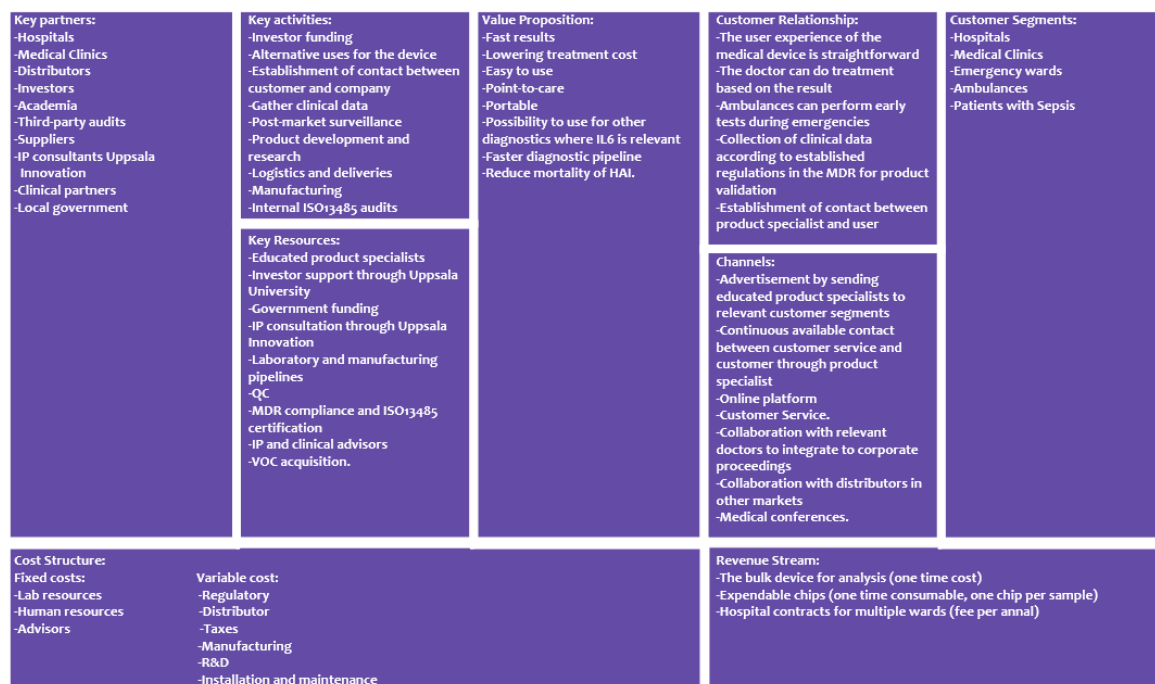 Key partners:
-Hospitals
-Medical Clinics
-Distributors
-Investors
-Academia
-Third-party audits
-Suppliers
-IP consultants Uppsala
Innovation
-Clinical partners
-Local government
Key activities:
-Investor funding
-Alternative uses for the device
-Establishment of contact between
customer and company
-Gather clinical data
-Post-market surveillance
-Product development and
research
-Logistics and deliveries
-Manufacturing
-Internal ISO13485 audits
Key Resources:
-Educated product specialists
-Investor support through Uppsala
University
-Government funding
-IP consultation through Uppsala
Innovation
-Laboratory and manufacturing
pipelines
-QC
-MDR compliance and ISO13485
certification
-IP and clinical advisors
-VOC acquisition.
Value Proposition:
-Fast results
-Lowering treatment cost
-Easy to use
-Point-to-care
-Portable
-Possibility to use for other
diagnostics where IL6 is relevant
-Faster diagnostic pipeline
-Reduce mortality of HAI.
Customer Relationship:
-The user experience of the
medical device is straightforward
-The doctor can do treatment
based on the result
-Ambulances can perform early
tests during emergencies
-Collection of clinical data
according to established
regulations in the MDR for product
validation
-Establishment of contact between
product specialist and user
Channels:
-Advertisement by sending
educated product specialists to
relevant customer segments
-Continuous available contact
between customer service and
customer through product
specialist
-Online platform
-Customer Service.
-Collaboration with relevant
doctors to integrate to corporate
proceedings
-Collaboration with distributors in
other markets
-Medical conferences.
Customer Segments:
-Hospitals
-Medical Clinics
-Emergency wards
-Ambulances
-Patients with Sepsis
Cost Structure:
Fixed costs:
-Lab resources
-Human resources
-Advisors
Variable cost:
-Regulatory
-Distributor
-Taxes
-Manufacturing
-R&D
-Installation and maintenance
Revenue Stream:
-The bulk device for analysis (one time cost)
-Expendable chips (one time consumable, one chip per sample)
-Hospital contracts for multiple wards (fee per annal)